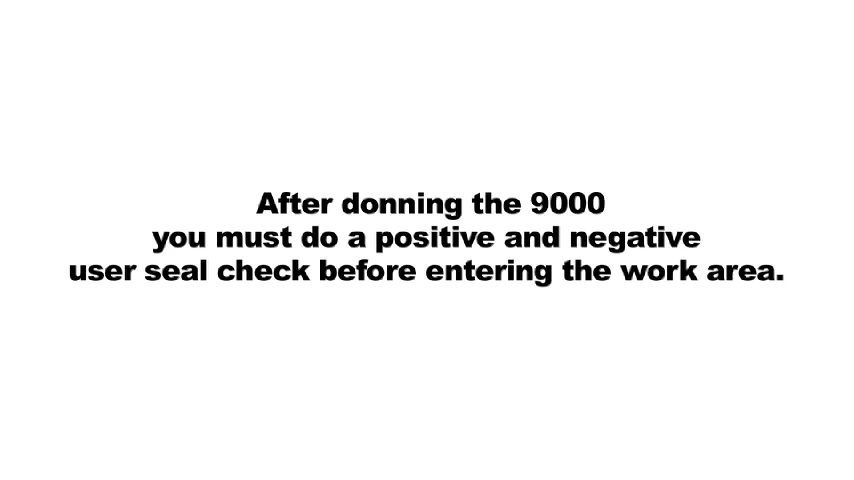 After donning the 9000
you must do a positive and negative
user seal check before entering the work area.